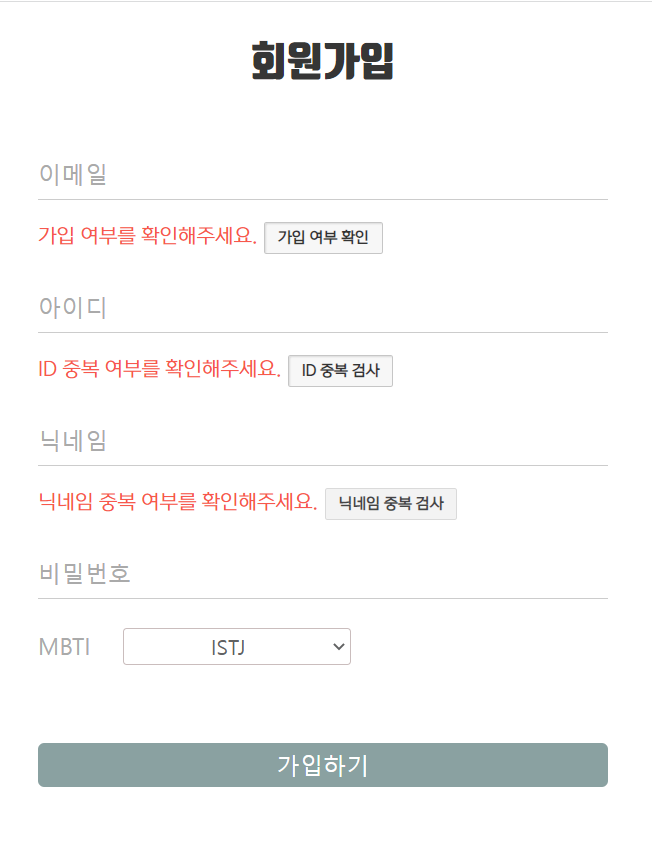 회원가입
이메일
가입 여부를 확인해주세요. 가입 여부 확인
아이디
ID 중복 여부를 확인해주세요. ID 중복 검사
닉네임
닉네임 중복 여부를 확인해주세요. 닉네임 중복 검사
비밀번호
MBTI ISTJ
가입하기